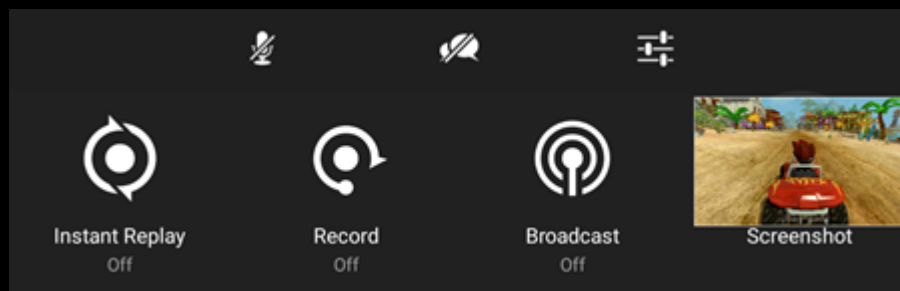 Instant Replay
Off
Record
Off
Broadcast
Off
Screenshot